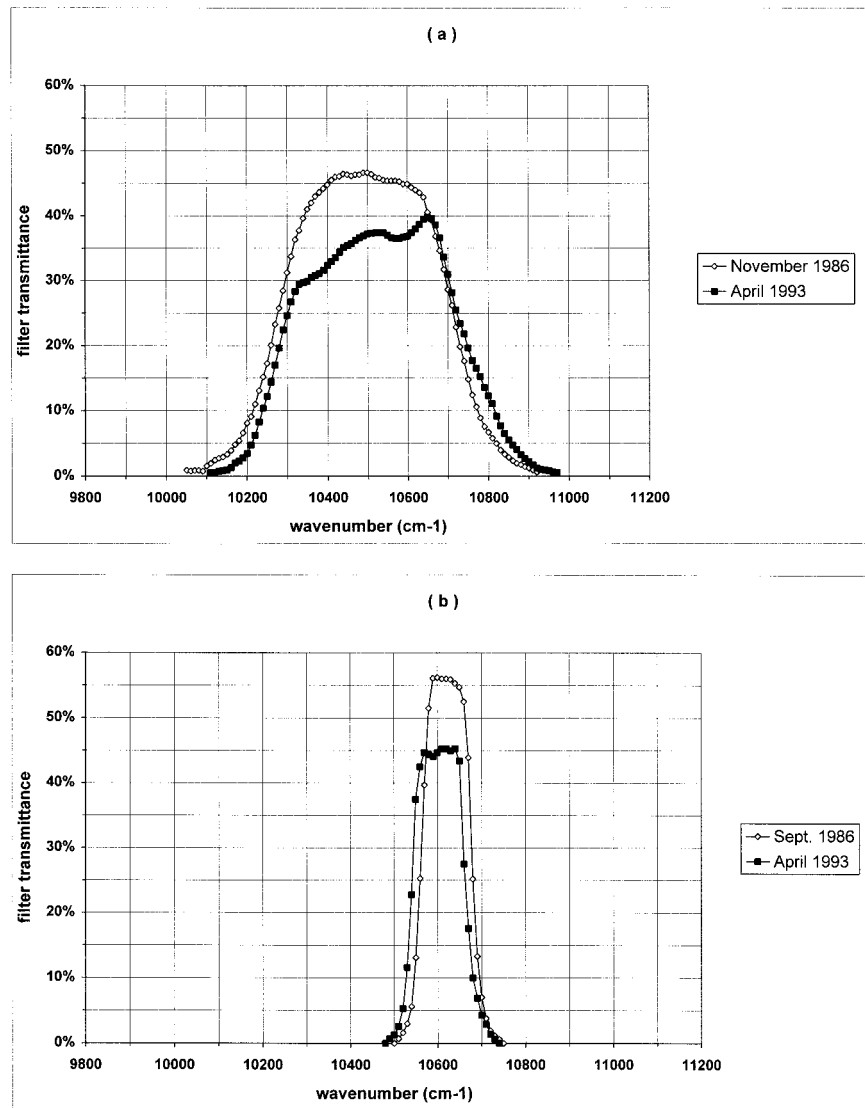 ( a )
60%
50%
40%
30%
20%
10%
0%
filter transmittance
9800 10000 10200 10400 10600 10800 11000 11200
wavenumber (cm-1)
November 1986
April 1993
( b )
60%
50%
40%
30%
20%
10%
0%
filter transmittance
9800 10000 10200 10400 10600 10800 11000 11200
wavenumber (cm-1)
Sept. 1986
April 1993